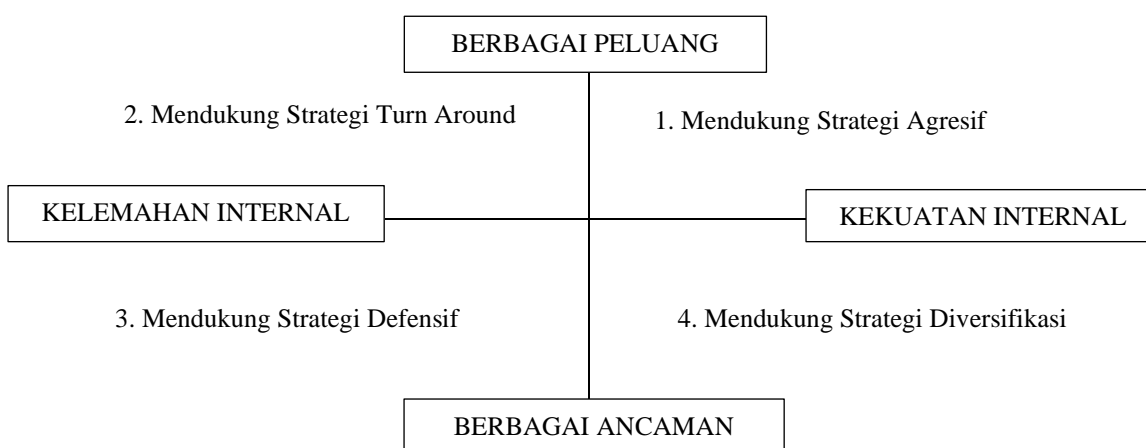 BERBAGAI PELUANG
2. Mendukung Strategi Turn Around
1. Mendukung Strategi Agresif
KELEMAHAN INTERNAL
KEKUATAN INTERNAL
3. Mendukung Strategi Defensif
4. Mendukung Strategi Diversifikasi
BERBAGAI ANCAMAN